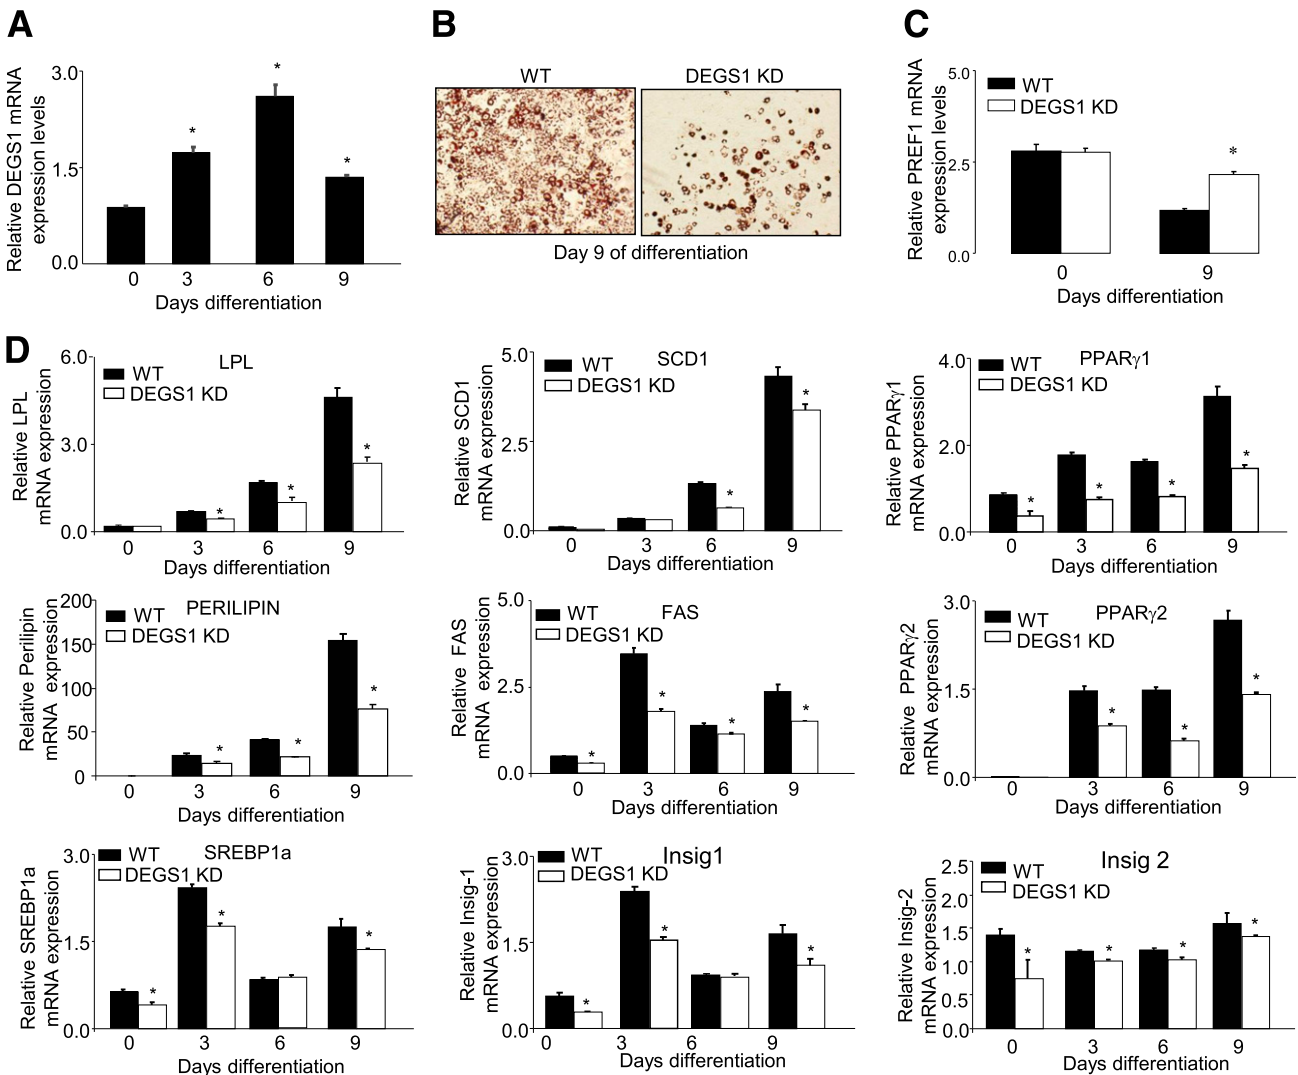 A
Relative DEGS1 mRNA
expression levels
3.0
1.5
0.0
*
*
*
0 3 6 9
Days differentiation
B
WT DEGS1 KD
Day 9 of differentiation
C
Relative PREF1 mRNA
expression levels
5.0
2.5
0.0
WT
DEGS1 KD
*
0 9
Days differentiation
D
LPL
Relative LPL
mRNA expression
6.0
3.0
0.0
WT
DEGS1 KD
* * *
0 3 6 9
Days differentiation
SCD1
Relative SCD1
mRNA expression
5.0
2.5
0.0
WT
DEGS1 KD
* *
0 3 6 9
Days differentiation
PPARγ1
Relative PPARγ1
mRNA expression
4.0
2.0
0.0
WT
DEGS1 KD
* * * *
0 3 6 9
Days differentiation
PERILIPIN
Relative Perilipin
mRNA expression
200
150
100
50
0
WT
DEGS1 KD
* * *
0 3 6 9
Days differentiation
FAS
Relative FAS
mRNA expression
5.0
2.5
0.0
WT
DEGS1 KD
* * * *
0 3 6 9
Days differentiation
PPARγ2
Relative PPARγ2
mRNA expression
3.0
1.5
0.0
WT
DEGS1 KD
* * *
0 3 6 9
Days differentiation
SREBP1a
Relative SREBP1a
mRNA expression
3.0
1.5
0.0
WT
DEGS1 KD
* * *
0 3 6 9
Days differentiation
Insig1
Relative Insig-1
mRNA expression
3.0
1.5
0.0
WT
DEGS1 KD
* * *
0 3 6 9
Days differentiation
Insig 2
Relative Insig-2
mRNA expression
2.5
2.0
1.5
1.0
0.5
0.0
WT
DEGS1 KD
* * * *
0 3 6 9
Days differentiation